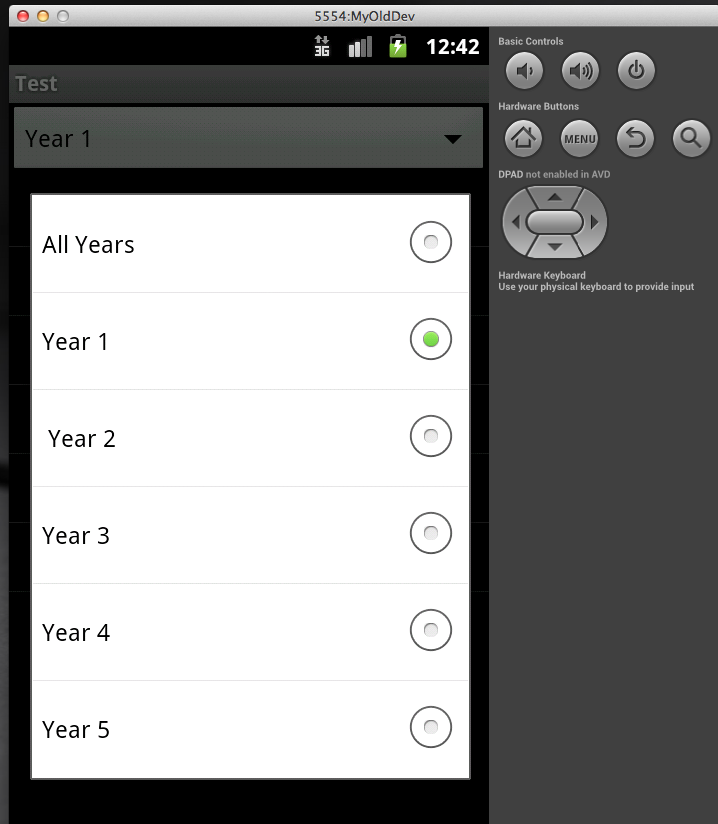 5554:MyOldDev
3G 12:42
Test
Year 1
All Years
Year 1
Year 2
Year 3
Year 4
Year 5
Basic Controls
Hardware Buttons
MENU
DPAD not enabled in AVD
Hardware Keyboard
Use your physical keyboard to provide input